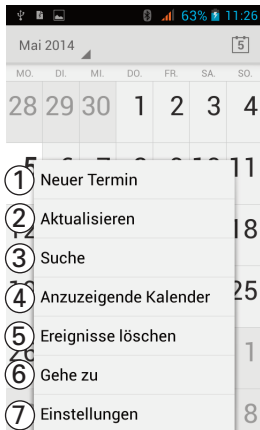 63% 11:26
Mai 2014 5
MO. DI. MI. DO. FR. SA. SO.
28 29 30 1 2 3 4
11
1 Neuer Termin
2 Aktualisieren
18
3 Suche
4 Anzuzeigende Kalender 25
5 Ereignisse löschen
1
6 Gehe zu
7 Einstellungen 8